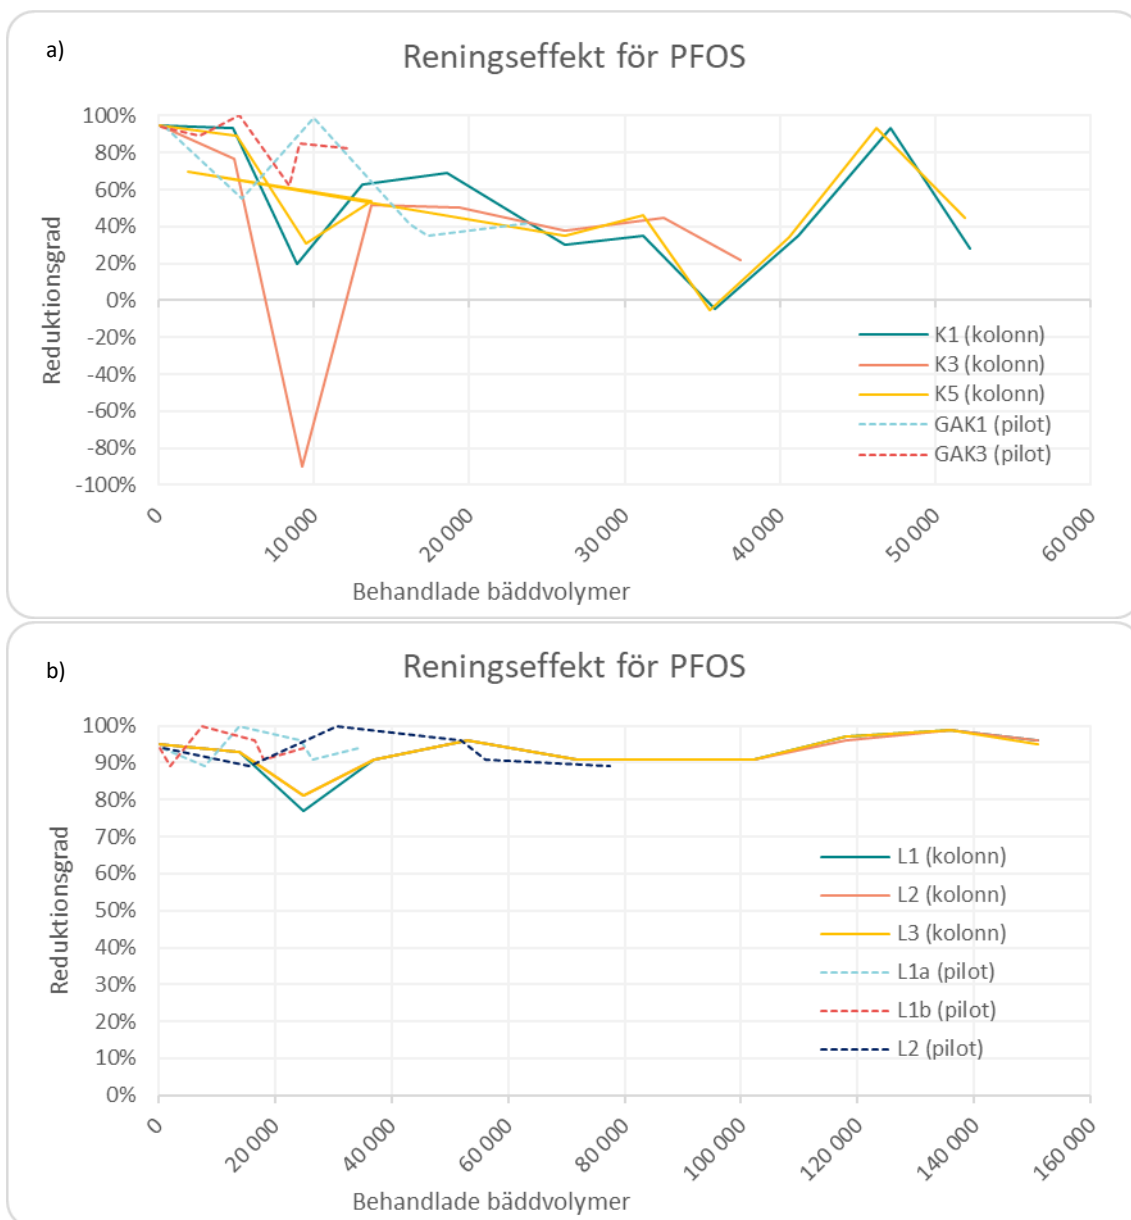 a)
Reningseffekt för PFOS
Reduktionsgrad
100%
80%
60%
40%
20%
0%
-20%
-40%
-60%
-80%
-100%
K1 (kolonn)
K3 (kolonn)
K5 (kolonn)
GAK1 (pilot)
GAK3 (pilot)
0
10 000
20 000
30 000
40 000
50 000
60 000
Behandlade bäddvolymer
b)
Reningseffekt för PFOS
Reduktionsgrad
100%
90%
80%
70%
60%
50%
40%
30%
20%
10%
0%
L1 (kolonn)
L2 (kolonn)
L3 (kolonn)
L1a (pilot)
L1b (pilot)
L2 (pilot)
0
20 000
40 000
60 000
80 000
100 000
120 000
140 000
160 000
Behandlade bäddvolymer